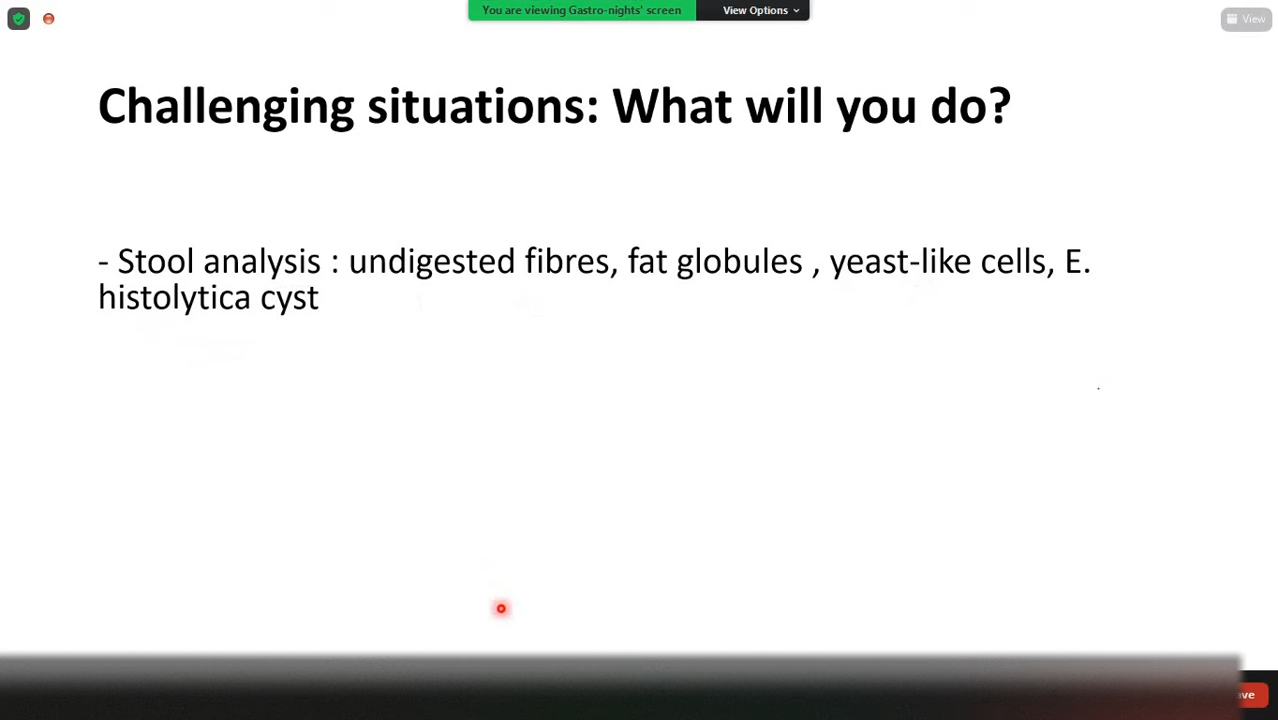 You are viewing Gastro-nights' screen
View Options
View
Challenging situations: What will you do?
- Stool analysis : undigested fibres, fat globules , yeast-like cells, E.
histolytica cyst